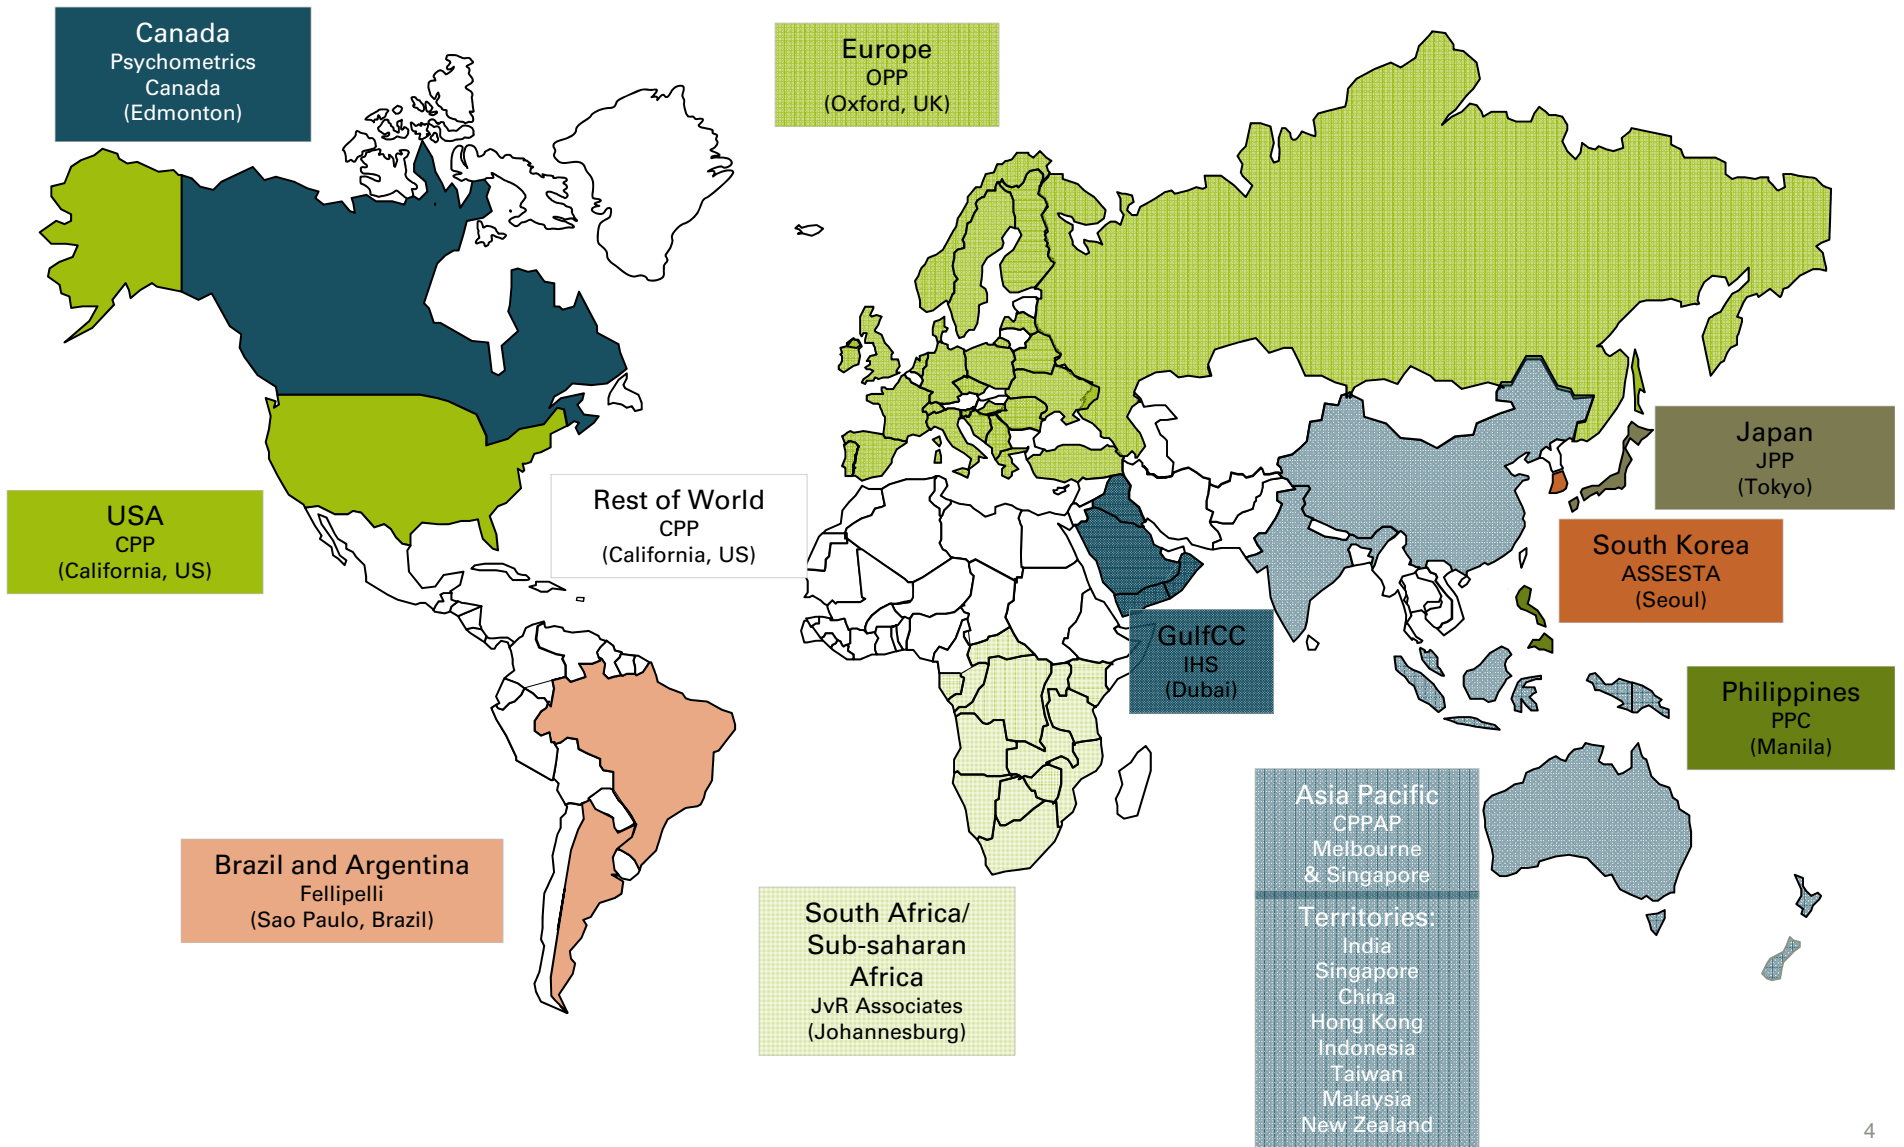 Canada
Psychometrics
Canada
(Edmonton)
Europe
OPP
(Oxford, UK)
Japan
JPP
(Tokyo)
USA
CPP
(California, US)
Rest of World
CPP
(California, US)
South Korea
ASSESTA
(Seoul)
GulfCC
IHS
(Dubai)
Philippines
PPC
(Manila)
Asia Pacific
CPPAP
Melbourne
& Singapore
Territories:
India
Singapore
China
Hong Kong
Indonesia
Taiwan
Malaysia
New Zealand
Brazil and Argentina
Fellipelli
(Sao Paulo, Brazil)
South Africa/
Sub-saharan
Africa
JvR Associates
(Johannesburg)
4